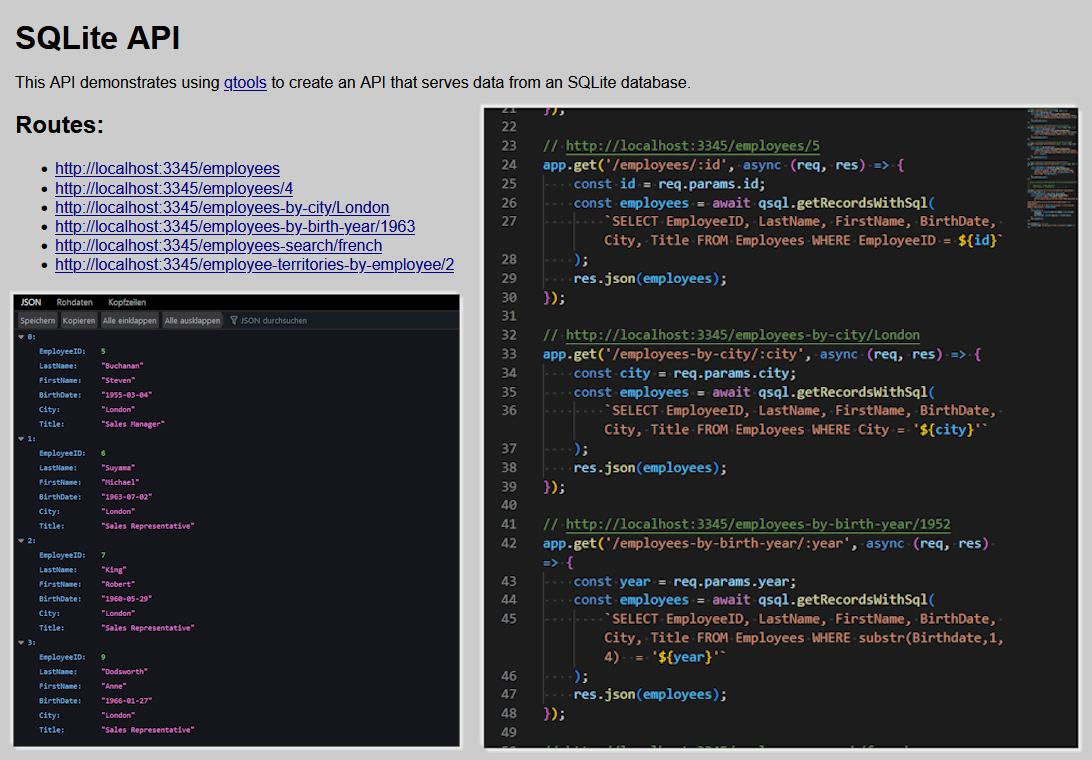 SQLite API
This API demonstrates using qtools to create an API that serves data from an SQLite database.
Routes:
• http://localhost:3345/employees
• http://localhost:3345/employees/4
• http://localhost:3345/employees-by-city/London
• http://localhost:3345/employees-by-birth-year/1963
• http://localhost:3345/employees-search/french
• http://localhost:3345/employee-territories-by-employee/2
JSON Rohdaten Kopfzeilen
Speichern Kopieren Alle einklappen Alle ausklappen JSON durchsuchen
0:
EmployeeID: 5
LastName: "Buchanan"
FirstName: "Steven"
BirthDate: "1955-03-04"
City: "London"
Title: "Sales Manager"
1:
EmployeeID: 6
LastName: "Suyama"
FirstName: "Michael"
BirthDate: "1963-07-02"
City: "London"
Title: "Sales Representative"
2:
EmployeeID: 7
LastName: "King"
FirstName: "Robert"
BirthDate: "1960-05-29"
City: "London"
Title: "Sales Representative"
3:
EmployeeID: 9
LastName: "Dodsworth"
FirstName: "Anne"
BirthDate: "1966-01-27"
City: "London"
Title: "Sales Representative"
21 });
22
23 // http://localhost:3345/employees/5
24 app.get('/employees/:id', async (req, res) => {
25 const id = req.params.id;
26 const employees = await qsql.getRecordsWithSql(
27 `SELECT EmployeeID, LastName, FirstName, BirthDate,
City, Title FROM Employees WHERE EmployeeID = ${id}`
28 );
29 res.json(employees);
30 });
31
32 // http://localhost:3345/employees-by-city/London
33 app.get('/employees-by-city/:city', async (req, res) => {
34 const city = req.params.city;
35 const employees = await qsql.getRecordsWithSql(
36 `SELECT EmployeeID, LastName, FirstName, BirthDate,
City, Title FROM Employees WHERE City = '${city}'`
37 );
38 res.json(employees);
39 });
40
41 // http://localhost:3345/employees-by-birth-year/1952
42 app.get('/employees-by-birth-year/:year', async (req, res)
=> {
43 const year = req.params.year;
44 const employees = await qsql.getRecordsWithSql(
45 `SELECT EmployeeID, LastName, FirstName, BirthDate,
City, Title FROM Employees WHERE substr(Birthdate,1,
4) = '${year}'`
46 );
47 res.json(employees);
48 });
49